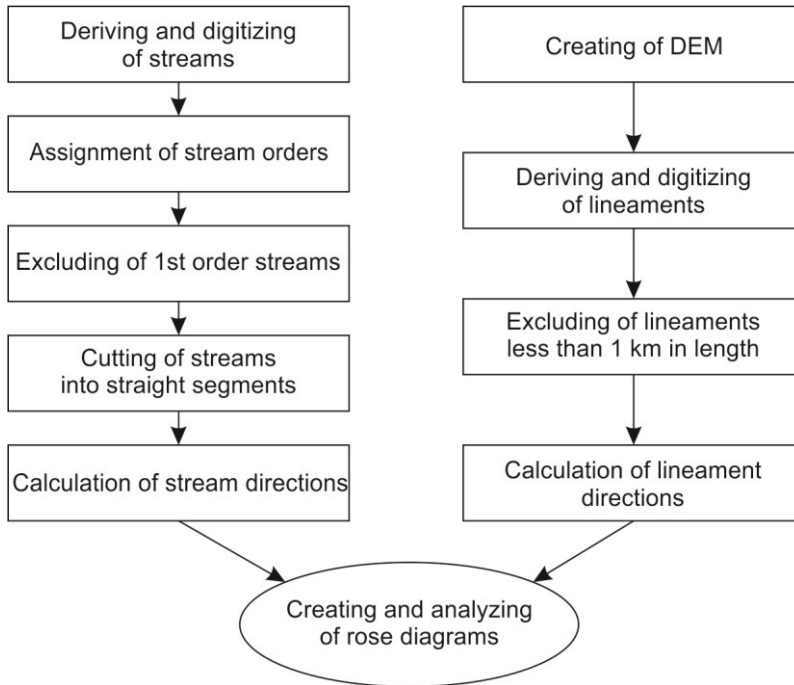 Deriving and digitizing
of streams
Assignment of stream orders
Excluding of 1st order streams
Cutting of streams
into straight segments
Calculation of stream directions
Creating of DEM
Deriving and digitizing
of lineaments
Excluding of lineaments
less than 1 km in length
Calculation of lineament
directions
Creating and analyzing
of rose diagrams